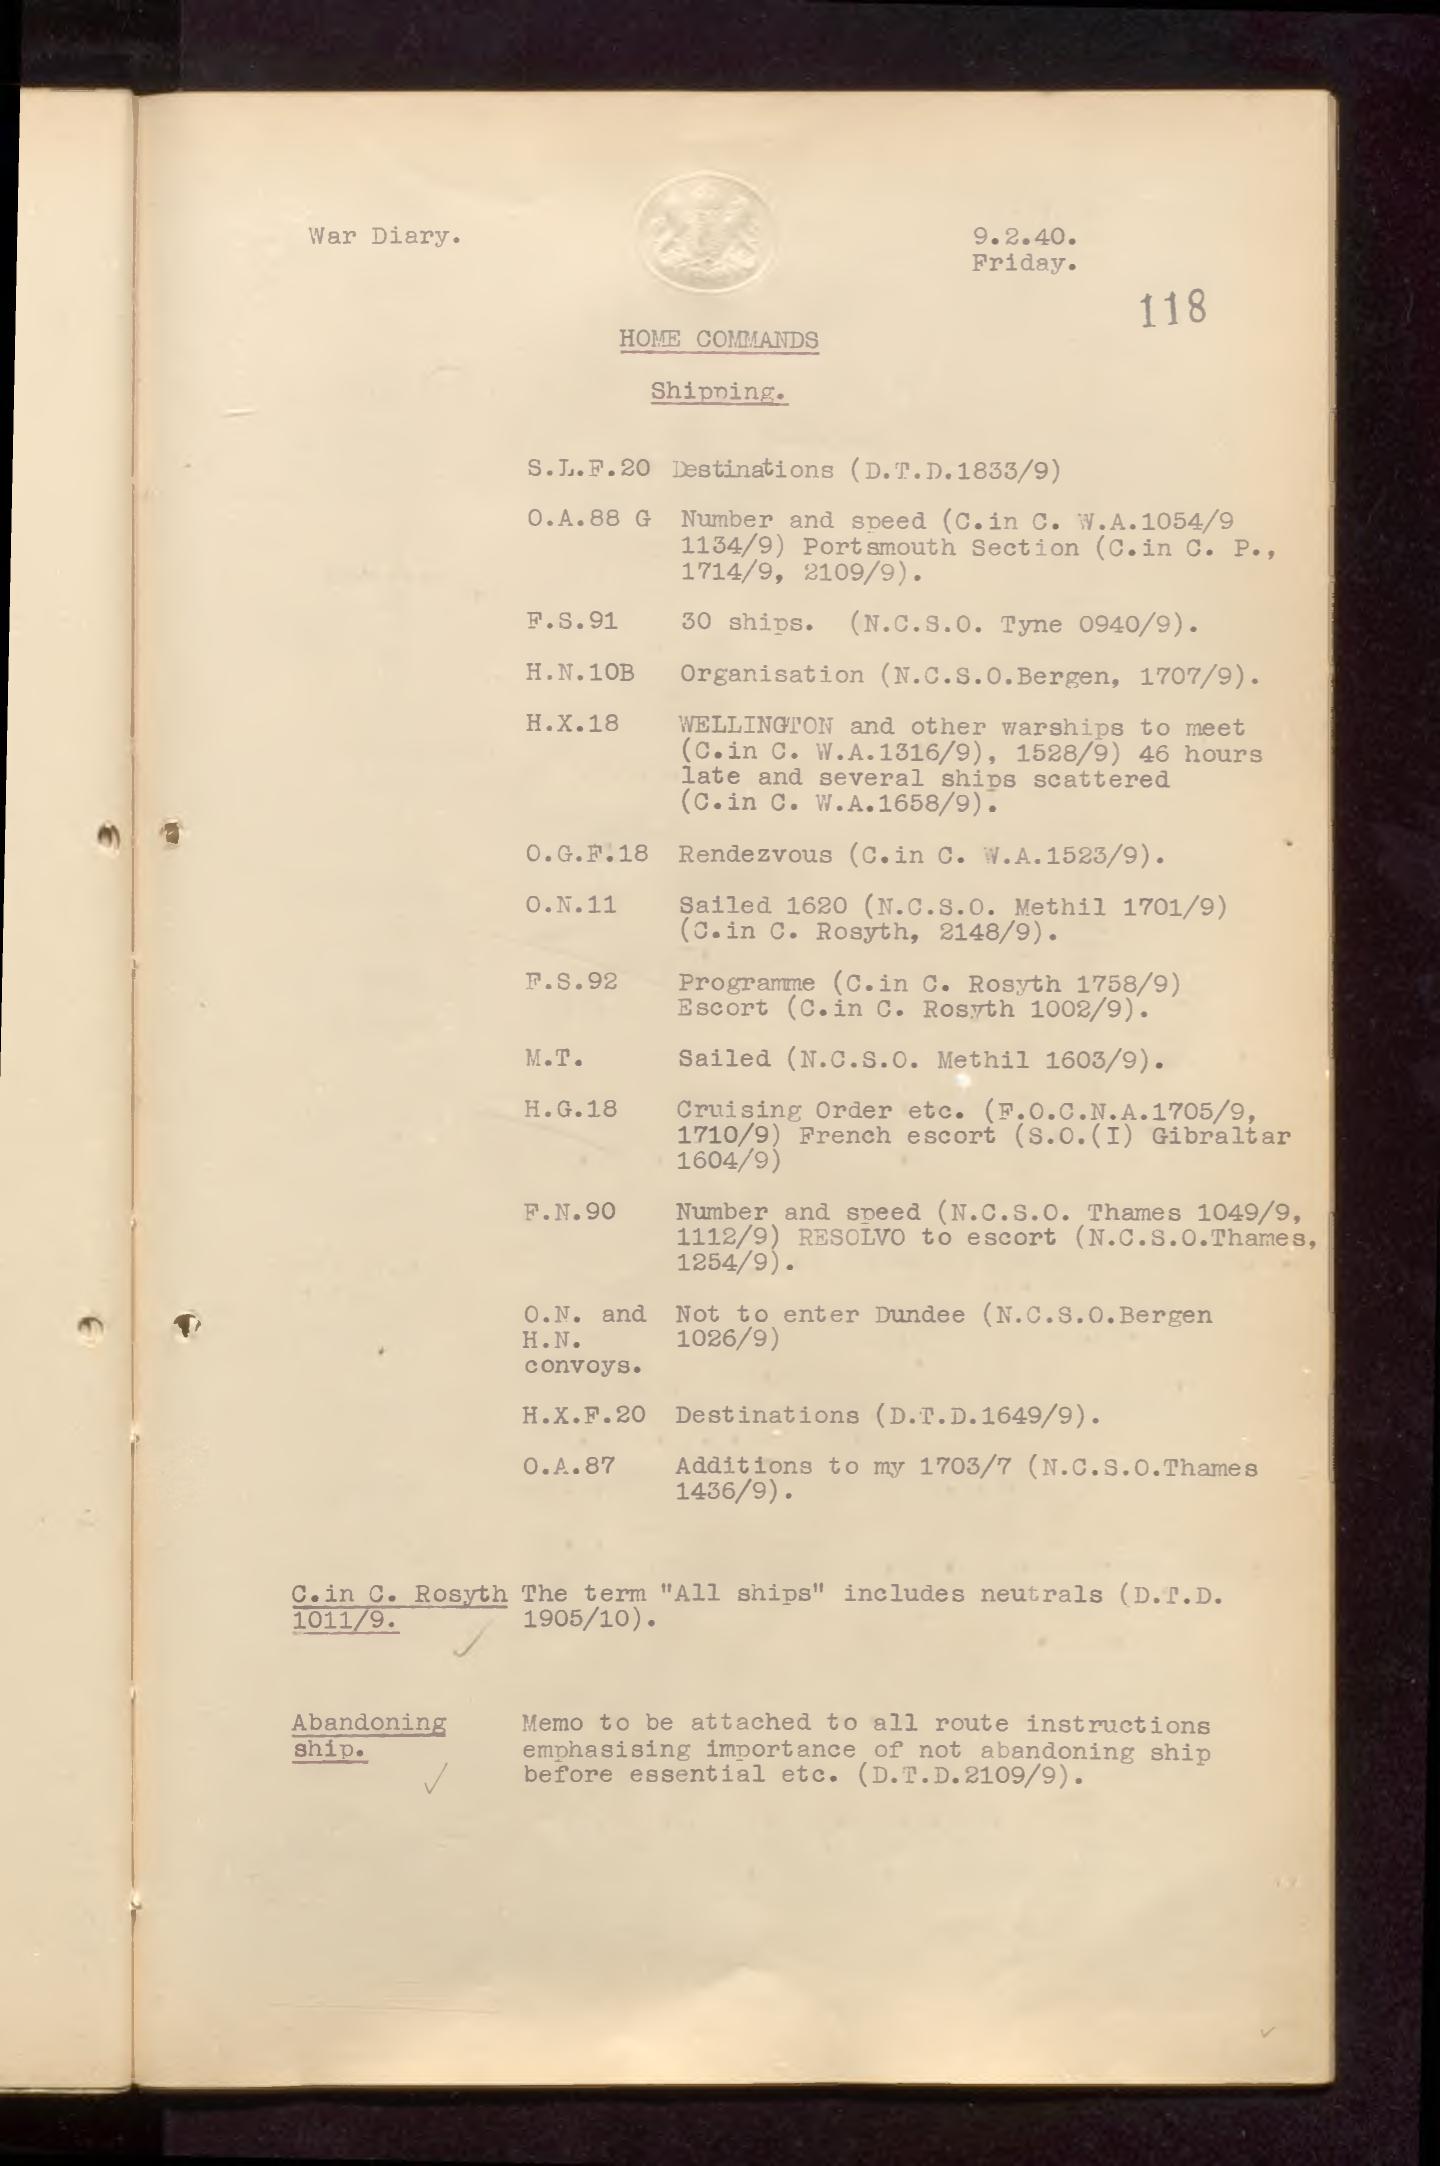 War Diary.
9.2.40.
Friday.
118
HOME COMMANDS
Shipping.
S.L.F.20 Destinations (D.T.D.1833/9)
O.A.88 G Number and speed (C.in C. W.A.1054/9
1134/9) Portsmouth Section (C.in C. P.,
1714/9, 2109/9).
F.S.91 30 ships. (N.C.S.O. Tyne 0940/9).
H.N.10B Organisation (N.C.S.O.Bergen, 1707/9).
H.X.18 WELLINGTON and other warships to meet
(C.in C. W.A.1316/9), 1528/9) 46 hours
late and several ships scattered
(C.in C. W.A.1658/9).
O.G.F.18 Rendezvous (C.in C. W.A.1523/9).
O.N.11 Sailed 1620 (N.C.S.O. Methil 1701/9)
(C.in C. Rosyth, 2148/9).
F.S.92 Programme (C.in C. Rosyth 1758/9)
Escort (C.in C. Rosyth 1002/9).
M.T. Sailed (N.C.S.O. Methil 1603/9).
H.G.18 Cruising Order etc. (F.O.C.N.A.1705/9,
1710/9) French escort (S.O.(I) Gibraltar
1604/9)
F.N.90 Number and speed (N.C.S.O. Thames 1049/9,
1112/9) RESOLVO to escort (N.C.S.O.Thames,
1254/9).
O.N. and Not to enter Dundee (N.C.S.O.Bergen
H.N. 1026/9)
convoys.
H.X.F.20 Destinations (D.T.D.1649/9).
O.A.87 Additions to my 1703/7 (N.C.S.O.Thames
1436/9).
C.in C. Rosyth The term "All ships" includes neutrals (D.T.D.
1011/9. 1905/10).
Abandoning Memo to be attached to all route instructions
ship. emphasising importance of not abandoning ship
before essential etc. (D.T.D.2109/9).